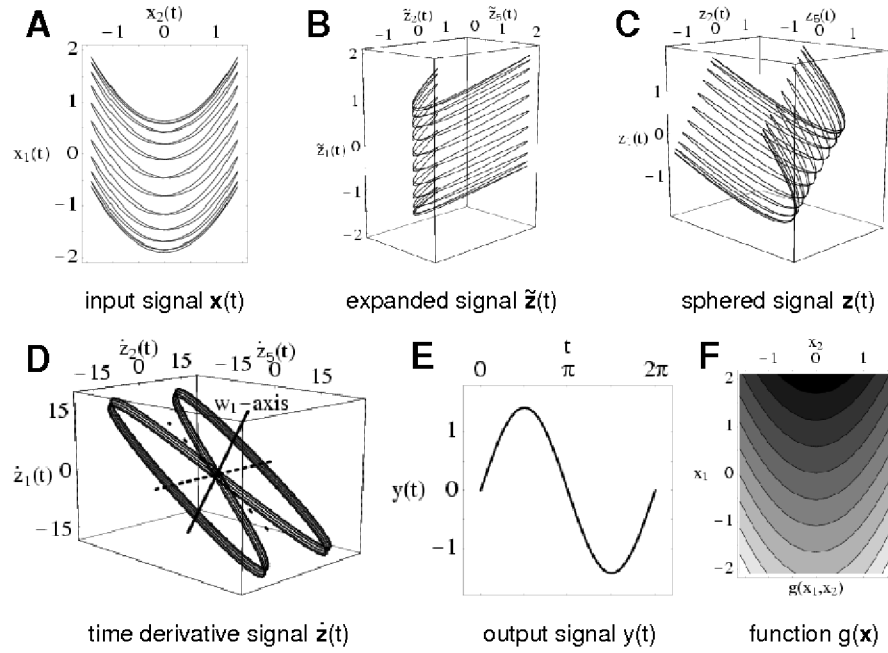 A
x₂(t)
−1 0 1
2
1
x₁(t)
0
−1
−2
input signal x(t)
B
z̃₂(t) z̃₅(t)
−1 0 1 0 1 2
2
1
0
z̃₁(t)
−1
−2
expanded signal z̃(t)
C
z₂(t) z₅(t)
−1 0 1 −1 0 1
1
0
z₁(t)
−1
sphered signal z(t)
D
ż₂(t) ż₅(t)
−15 0 15 −15 0 15
w₁−axis
15
ż₁(t)
0
−15
time derivative signal ż(t)
E
t
0 π 2π
1
y(t) 0
−1
output signal y(t)
F
x₂
−1 0 1
2
1
x₁ 0
−1
−2
g(x₁,x₂)
function g(x)